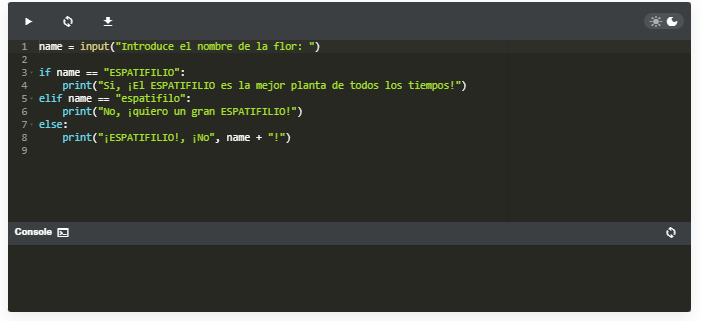 1 name = input("Introduce el nombre de la flor: ")
2
3 if name == "ESPATIFILIO":
4     print("Si, ¡El ESPATIFILIO es la mejor planta de todos los tiempos!")
5 elif name == "espatifilo":
6     print("No, ¡quiero un gran ESPATIFILIO!")
7 else:
8     print("¡ESPATIFILIO!, ¡No", name + "!")
9
Console